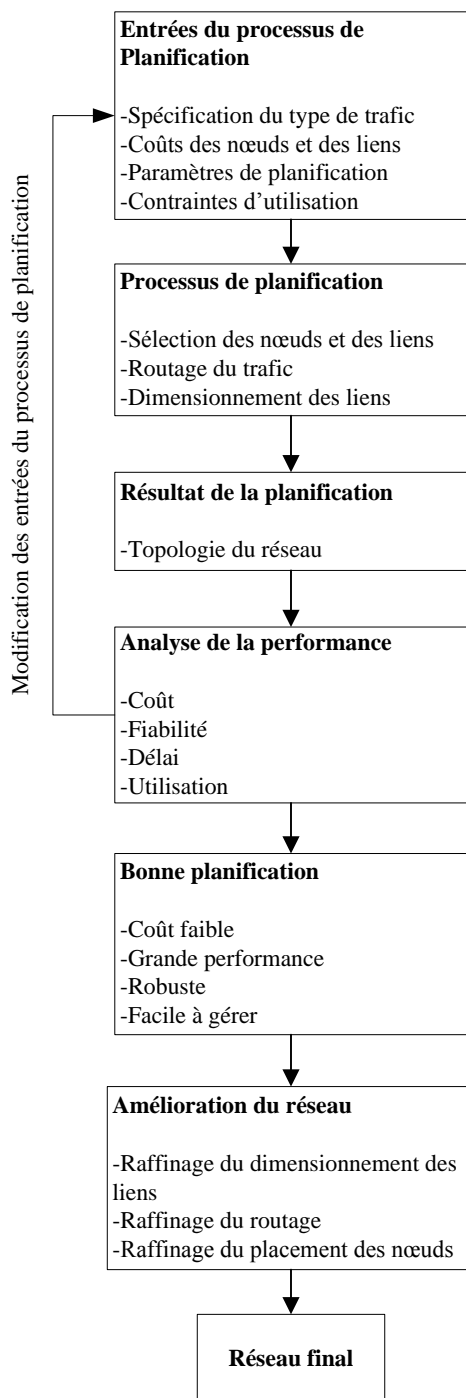 Entrées du processus de
Planification
-Spécification du type de trafic
-Coûts des nœuds et des liens
-Paramètres de planification
-Contraintes d’utilisation
Modification des entrées du processus de planification
Processus de planification
-Sélection des nœuds et des liens
-Routage du trafic
-Dimensionnement des liens
Résultat de la planification
-Topologie du réseau
Analyse de la performance
-Coût
-Fiabilité
-Délai
-Utilisation
Bonne planification
-Coût faible
-Grande performance
-Robuste
-Facile à gérer
Amélioration du réseau
-Raffinage du dimensionnement des
liens
-Raffinage du routage
-Raffinage du placement des nœuds
Réseau final